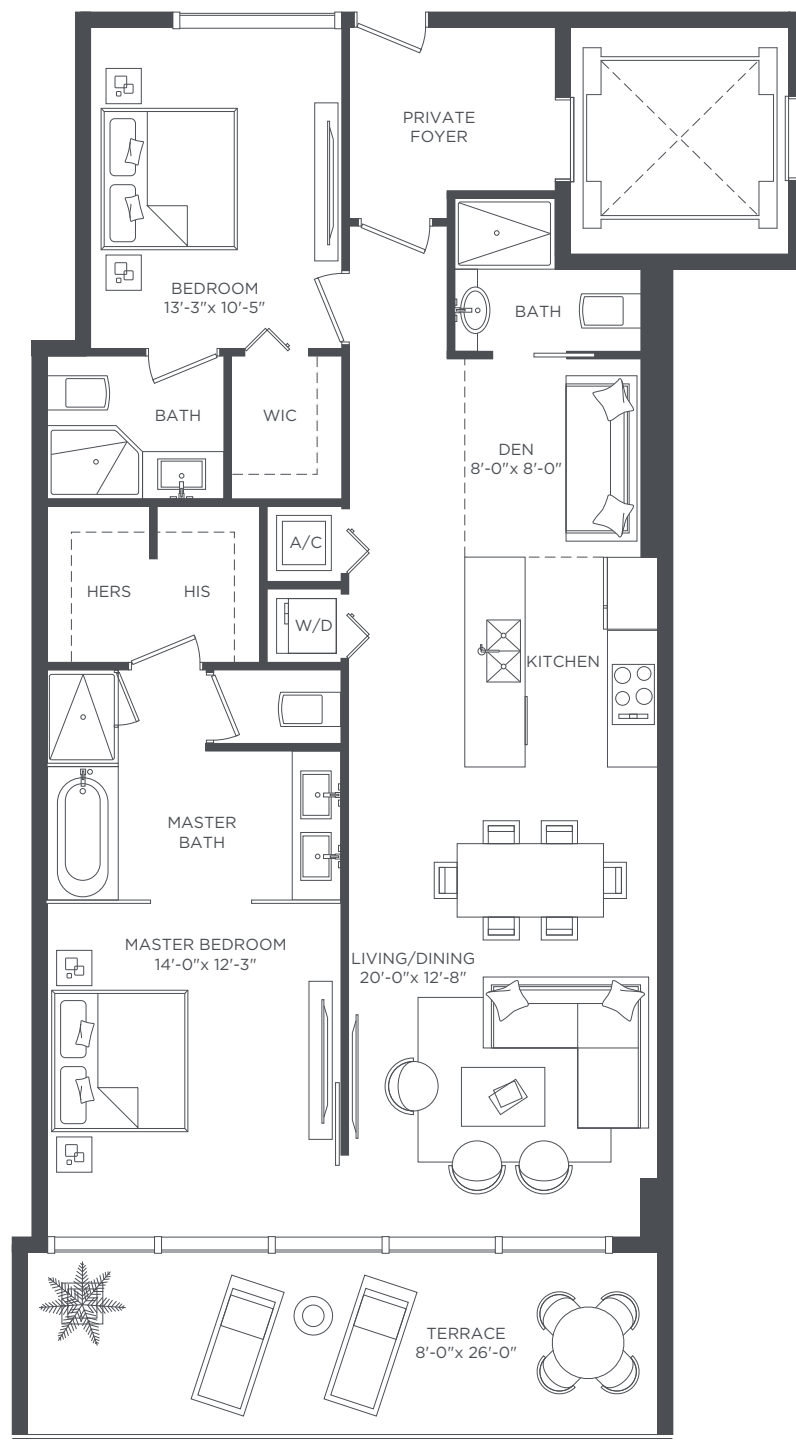 PRIVATE
FOYER
BEDROOM
13'-3"x 10'-5"
BATH
BATH
WIC
DEN
8'-0"x 8'-0"
A/C
HERS
HIS
W/D
KITCHEN
MASTER
BATH
MASTER BEDROOM
14'-0"x 12'-3"
LIVING/DINING
20'-0"x 12'-8"
TERRACE
8'-0"x 26'-0"